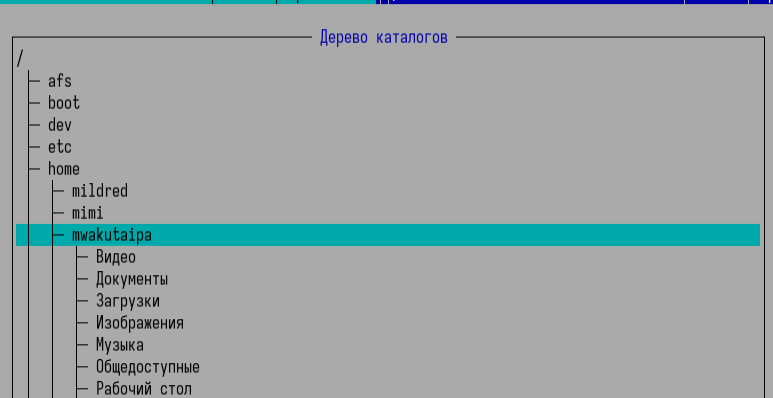 Дерево каталогов
/
afs
boot
dev
etc
home
mildred
mimi
mwakutaipa
Видео
Документы
Загрузки
Изображения
Музыка
Общедоступные
Рабочий стол